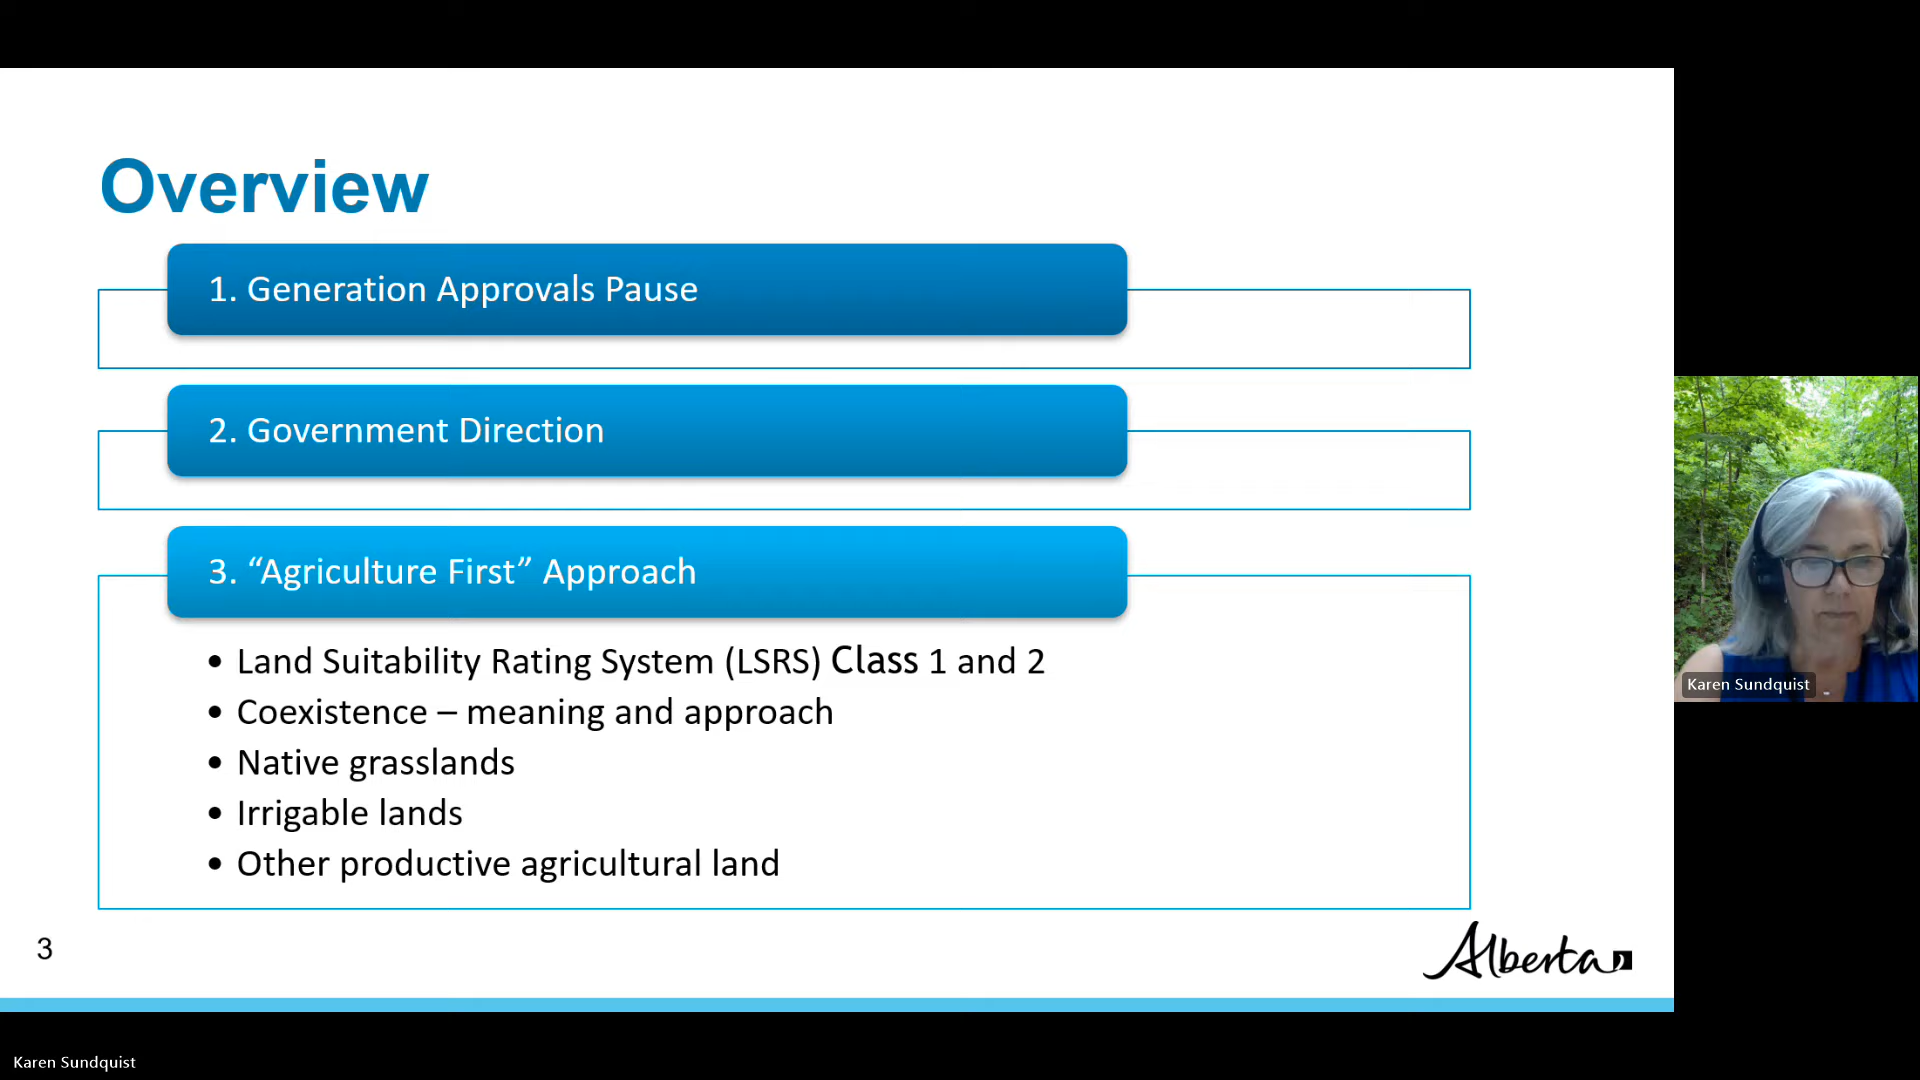 Overview
1. Generation Approvals Pause
2. Government Direction
3. “Agriculture First” Approach
• Land Suitability Rating System (LSRS) Class 1 and 2
• Coexistence – meaning and approach
• Native grasslands
• Irrigable lands
• Other productive agricultural land
3
Alberta
Karen Sundquist
Karen Sundquist